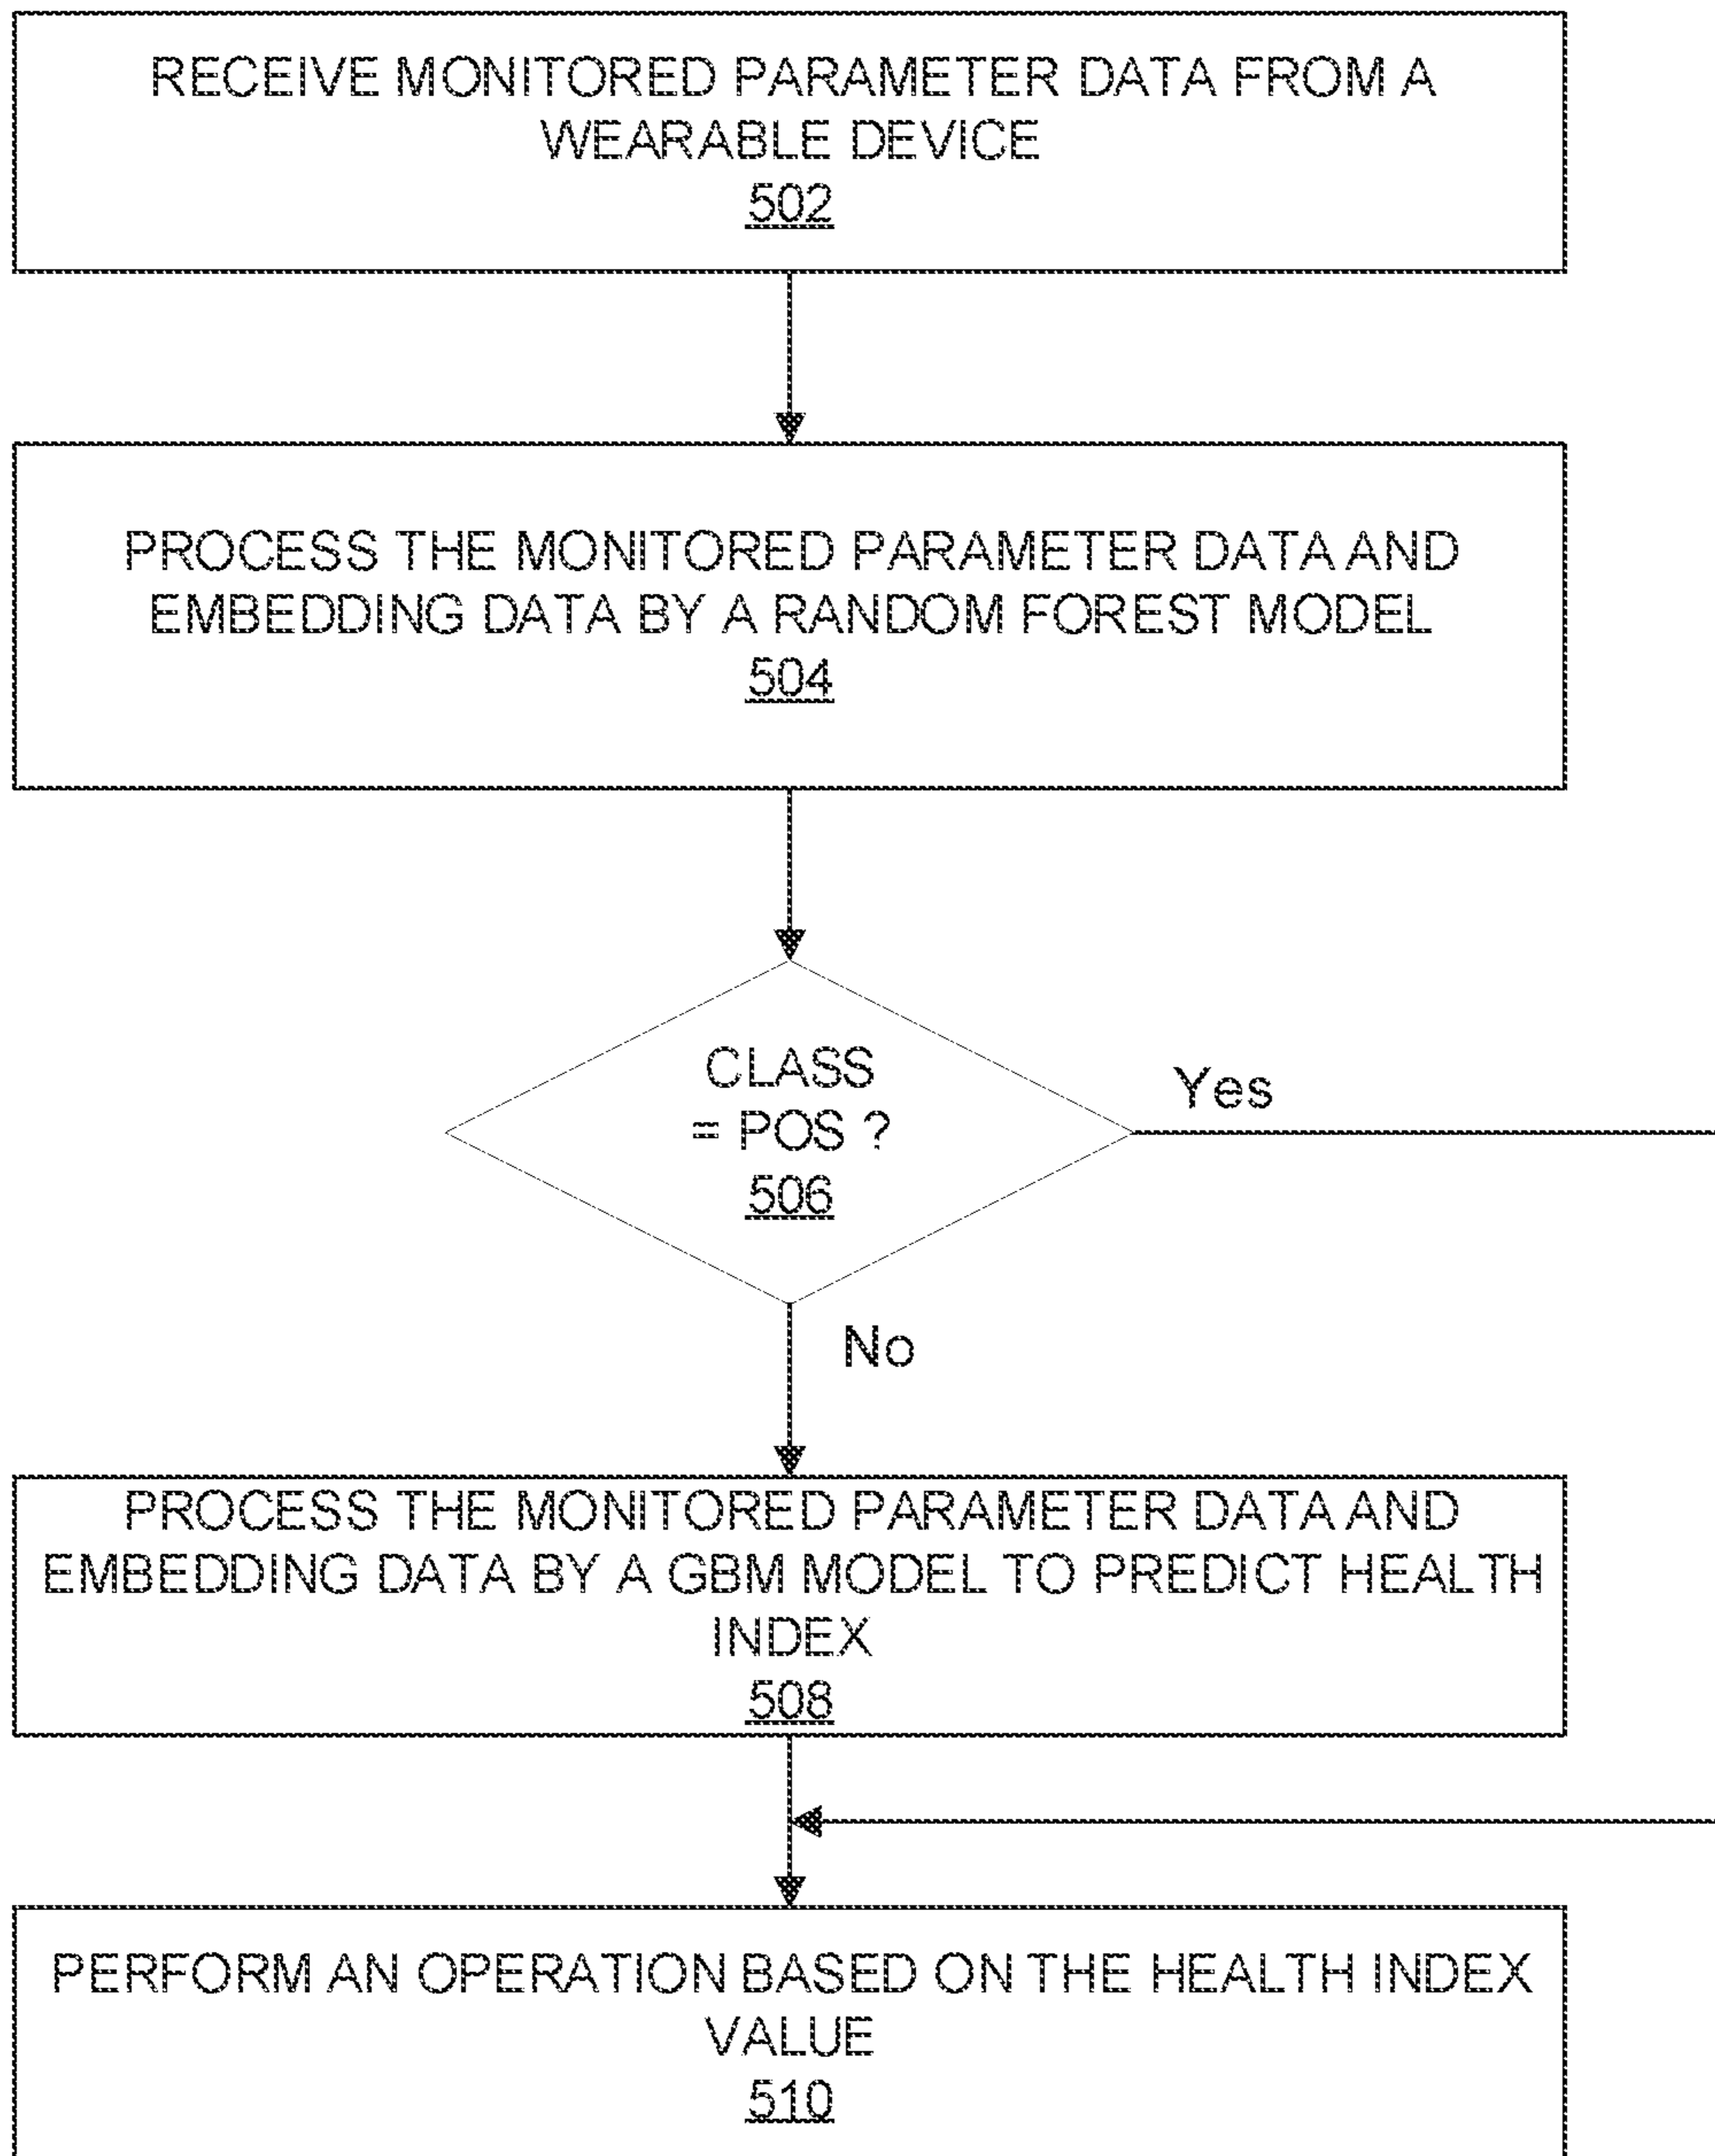 RECEIVE MONITORED PARAMETER DATA FROM A
WEARABLE DEVICE
502
PROCESS THE MONITORED PARAMETER DATA AND
EMBEDDING DATA BY A RANDOM FOREST MODEL
504
CLASS
= POS ?
506
Yes
No
PROCESS THE MONITORED PARAMETER DATA AND
EMBEDDING DATA BY A GBM MODEL TO PREDICT HEALTH
INDEX
508
PERFORM AN OPERATION BASED ON THE HEALTH INDEX
VALUE
510